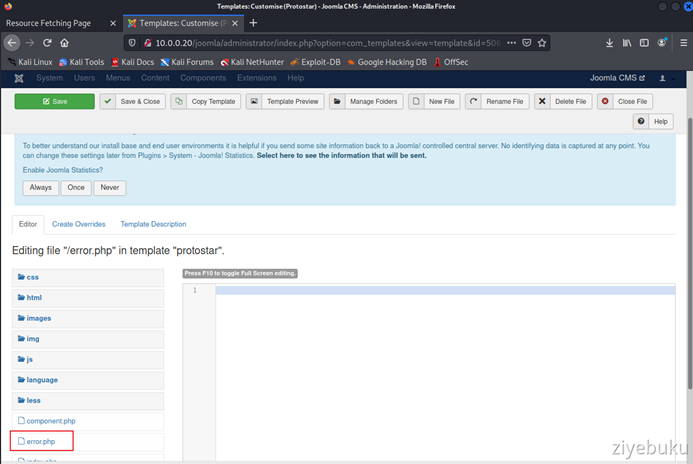 Templates: Customise (Protostar) - Joomla CMS - Administration - Mozilla Firefox
Resource Fetching Page
Templates: Customise (P
10.0.0.20/joomla/administrator/index.php?option=com_templates&view=template&id=506
Kali Linux Kali Tools Kali Docs Kali Forums Kali NetHunter Exploit-DB Google Hacking DB OffSec
System Users Menus Content Components Extensions Help Joomla CMS
Save Save & Close Copy Template Template Preview Manage Folders New File Rename File Delete File Close File
Help
To better understand our install base and end user environments it is helpful if you send some site information back to a Joomla! controlled central server. No identifying data is captured at any point. You
can change these settings later from Plugins > System - Joomla! Statistics. Select here to see the information that will be sent.
Enable Joomla Statistics?
Always Once Never
Editor Create Overrides Template Description
Editing file "/error.php" in template "protostar".
Press F10 to toggle Full Screen editing.
css
1
html
images
img
js
language
less
component.php
error.php
index.php
ziyebuku